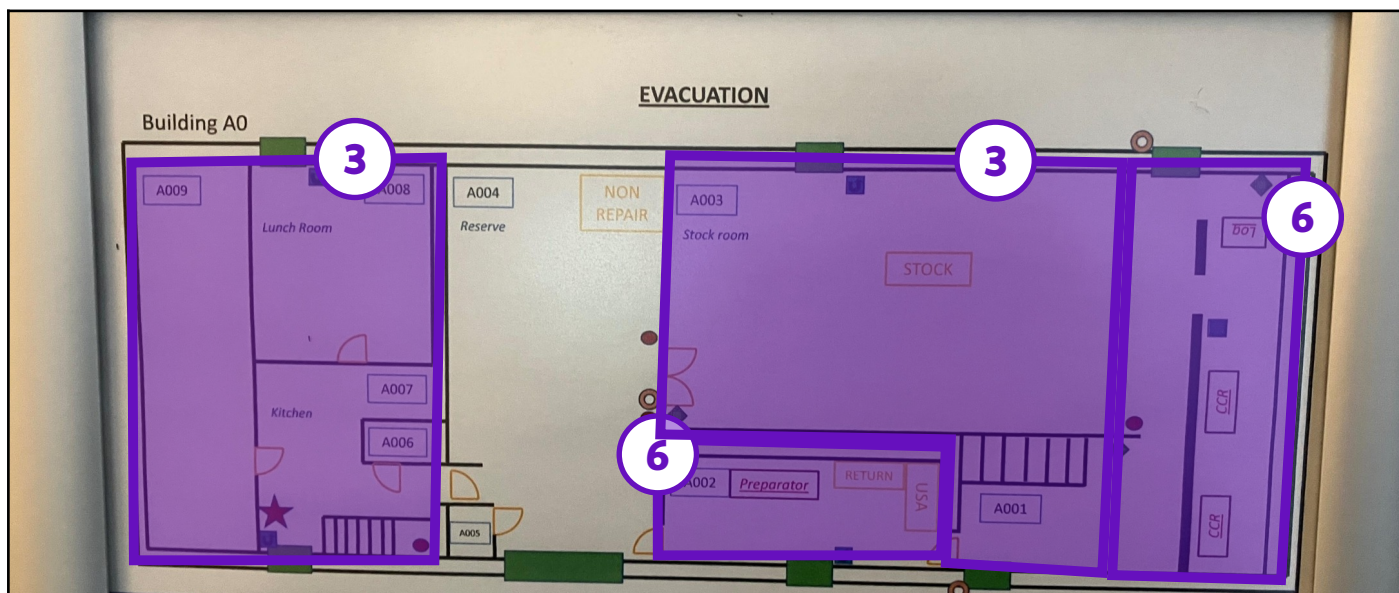 EVACUATION
Building A0
3
3
6
A009
A008
Lunch Room
A004
Reserve
NON
REPAIR
A003
Stock room
STOCK
LOG
CCR
A007
Kitchen
A006
A005
6
A002
Preparator
RETURN
USA
A001
CCR